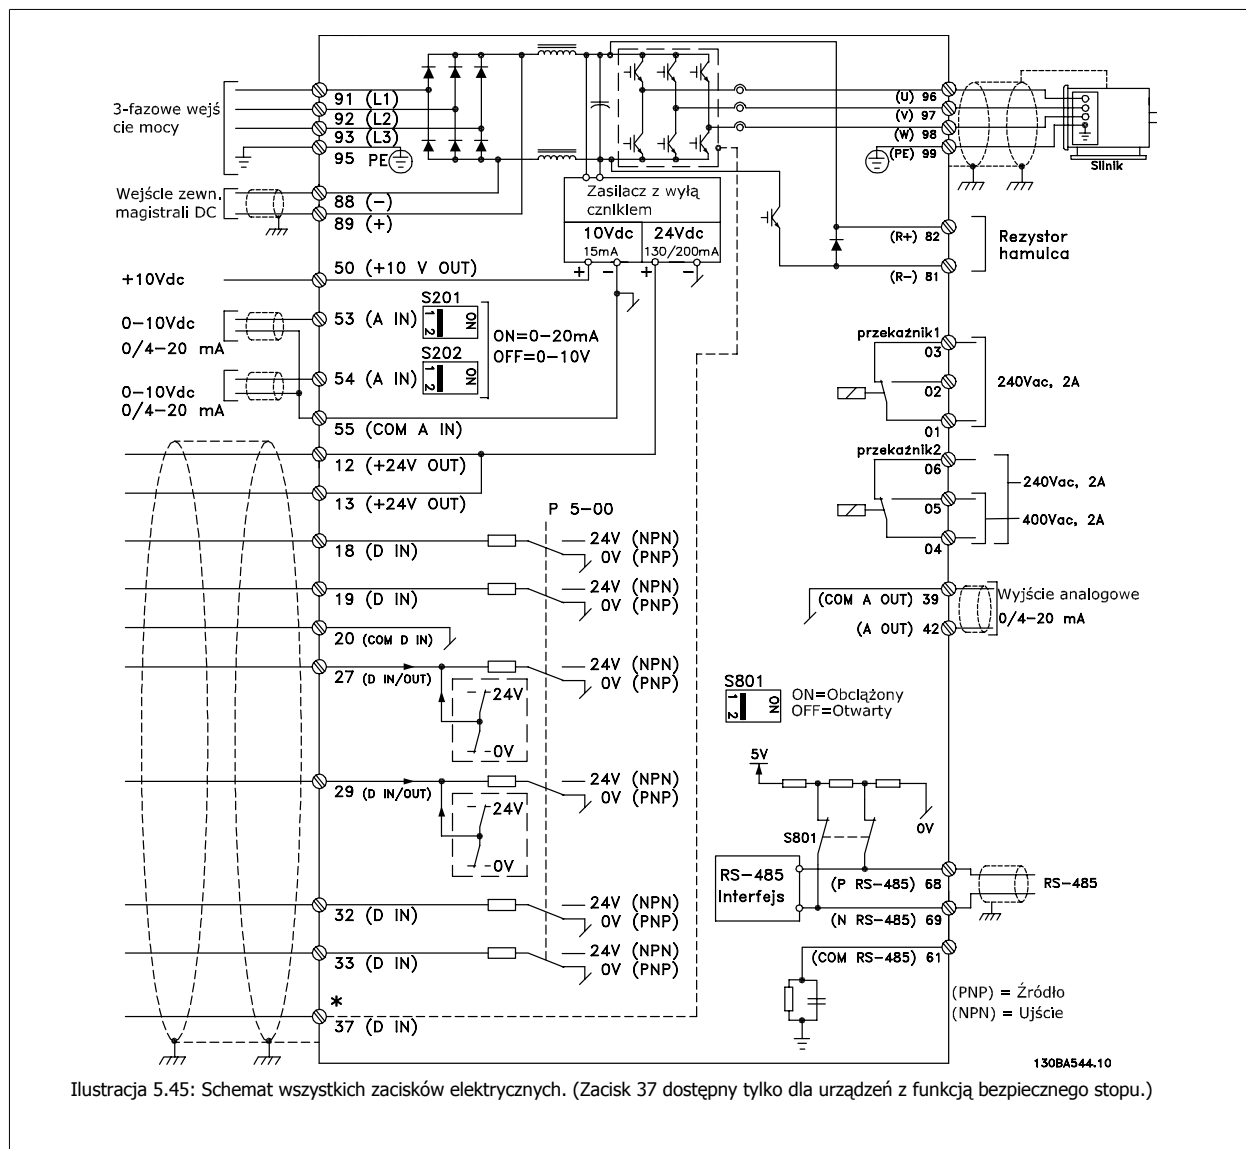 3-fazowe wejś
cie mocy
91 (L1)
92 (L2)
93 (L3)
95 PE
Wejście zewn.
magistrali DC
88 (−)
89 (+)
+10Vdc
50 (+10 V OUT)
0−10Vdc
0/4−20 mA
53 (A IN)
S201
1 2
ON
S202
1 2
ON
ON=0−20mA
OFF=0−10V
0−10Vdc
0/4−20 mA
54 (A IN)
55 (COM A IN)
12 (+24V OUT)
13 (+24V OUT)
P 5-00
18 (D IN)
24V (NPN)
0V (PNP)
19 (D IN)
24V (NPN)
0V (PNP)
20 (COM D IN)
27 (D IN/OUT)
24V (NPN)
0V (PNP)
24V
0V
29 (D IN/OUT)
24V (NPN)
0V (PNP)
24V
0V
32 (D IN)
24V (NPN)
0V (PNP)
33 (D IN)
24V (NPN)
0V (PNP)
*
37 (D IN)
Zasilacz z wyłą
cznikiem
10Vdc
15mA
24Vdc
130/200mA
+ − + −
(U) 96
(V) 97
(W) 98
(PE) 99
Silnik
(R+) 82
(R−) 81
Rezystor
hamulca
przekaźnik1
03
02
01
240Vac, 2A
przekaźnik2
06
05
04
240Vac, 2A
400Vac, 2A
(COM A OUT) 39
(A OUT) 42
Wyjście analogowe
0/4−20 mA
S801
1 2
ON
ON=Obciążony
OFF=Otwarty
5V
S801
0V
RS-485
Interfejs
(P RS-485) 68
(N RS-485) 69
(COM RS-485) 61
RS-485
(PNP) = Źródło
(NPN) = Ujście
130BA544.10
Ilustracja 5.45: Schemat wszystkich zacisków elektrycznych. (Zacisk 37 dostępny tylko dla urządzeń z funkcją bezpiecznego stopu.)